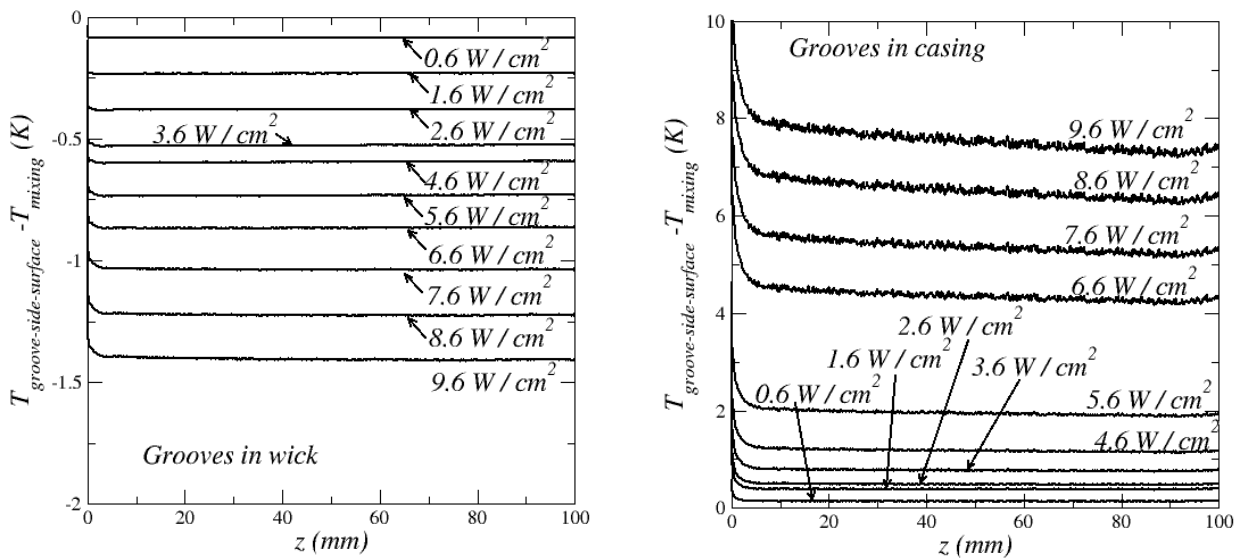 0
-0.5
-1
-1.5
-2
0
20
40
60
80
100
z (mm)
T groove-side-surface -T mixing (K)
0.6 W / cm²
1.6 W / cm²
2.6 W / cm²
3.6 W / cm²
4.6 W / cm²
5.6 W / cm²
6.6 W / cm²
7.6 W / cm²
8.6 W / cm²
9.6 W / cm²
Grooves in wick
10
8
6
4
2
0
0
20
40
60
80
100
z (mm)
T groove-side-surface -T mixing (K)
Grooves in casing
9.6 W / cm²
8.6 W / cm²
7.6 W / cm²
6.6 W / cm²
2.6 W / cm²
1.6 W / cm²
3.6 W / cm²
0.6 W / cm²
5.6 W / cm²
4.6 W / cm²